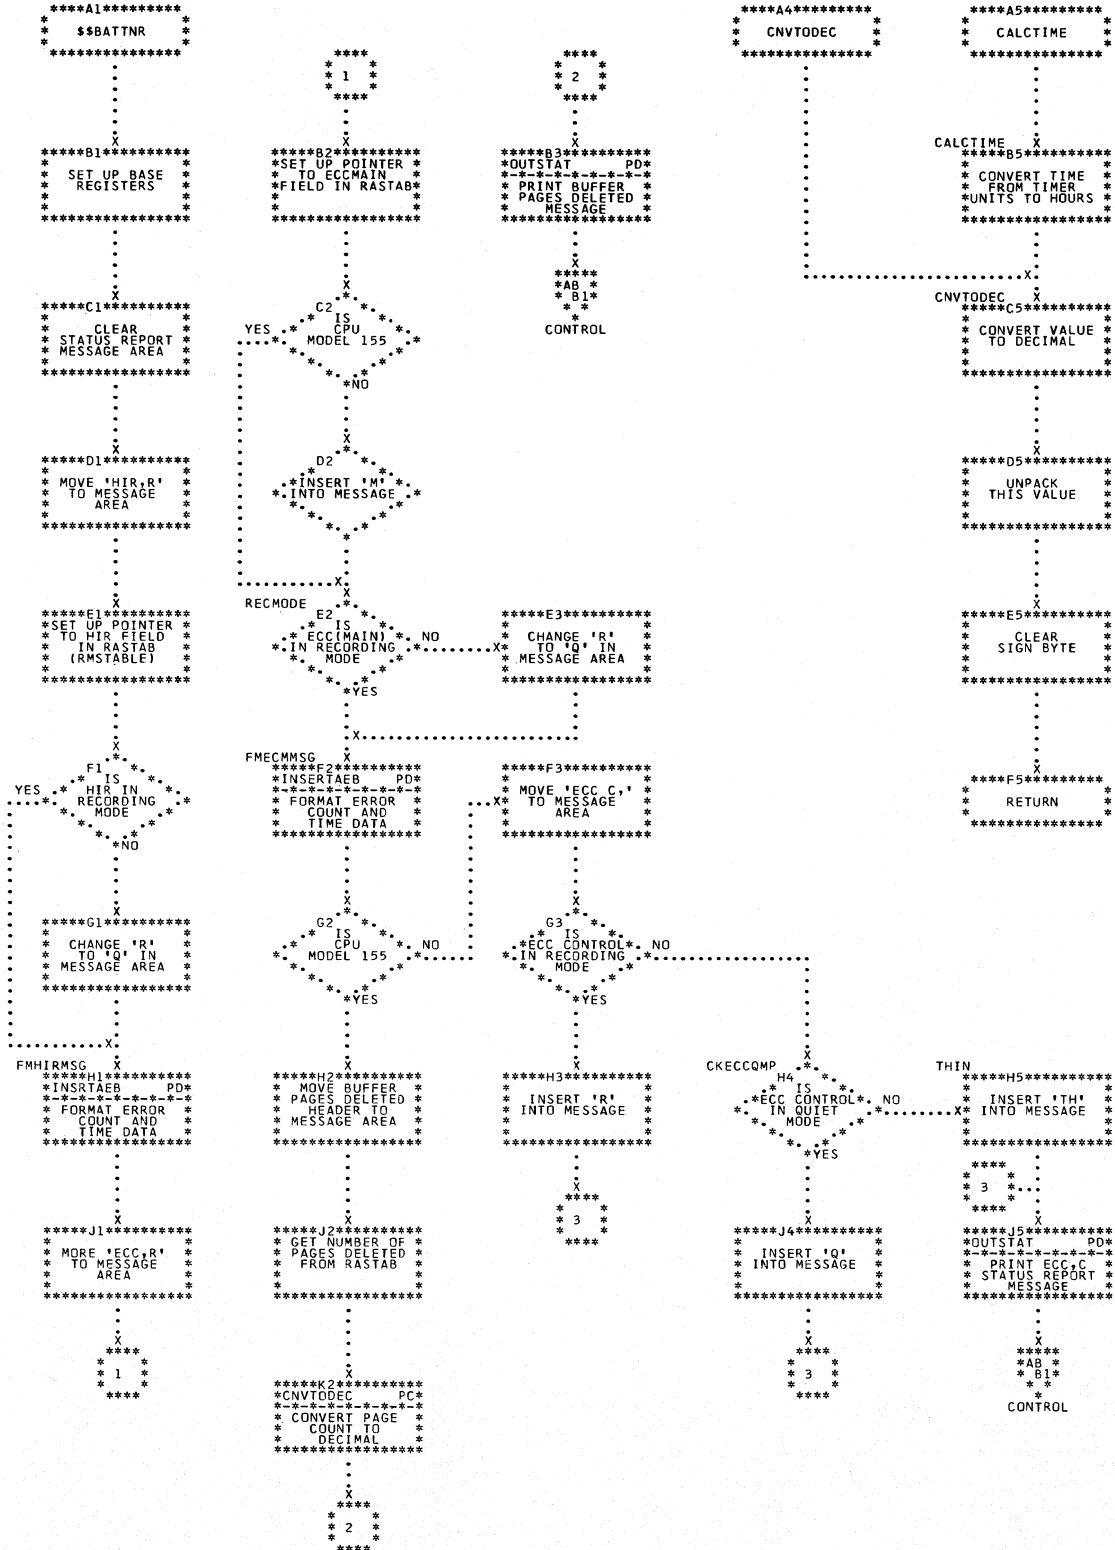 A1
$$BATTNR
B1
SET UP BASE
REGISTERS
C1
CLEAR
STATUS REPORT
MESSAGE AREA
D1
MOVE 'HIR,R'
TO MESSAGE
AREA
E1
SET UP POINTER
TO HIR FIELD
IN RASTAB
(RMSTABLE)
F1
IS
HIR IN
RECORDING
MODE
YES
NO
G1
CHANGE 'R'
TO 'Q' IN
MESSAGE AREA
FMHIRMSG
H1
INSRTAEB PD
FORMAT ERROR
COUNT AND
TIME DATA
J1
MORE 'ECC,R'
TO MESSAGE
AREA
1
1
B2
SET UP POINTER
TO ECCMAIN
FIELD IN RASTAB
C2
IS
CPU
MODEL 155
YES
NO
D2
INSERT 'M'
INTO MESSAGE
RECMODE
E2
IS
ECC(MAIN)
IN RECORDING
MODE
NO
YES
FMECMMSG
F2
INSERTAEB PD
FORMAT ERROR
COUNT AND
TIME DATA
G2
IS
CPU
MODEL 155
NO
YES
H2
MOVE BUFFER
PAGES DELETED
HEADER TO
MESSAGE AREA
J2
GET NUMBER OF
PAGES DELETED
FROM RASTAB
K2
CNVTODEC PC
CONVERT PAGE
COUNT TO
DECIMAL
2
2
B3
OUTSTAT PD
PRINT BUFFER
PAGES DELETED
MESSAGE
AB
B1
CONTROL
E3
CHANGE 'R'
TO 'Q' IN
MESSAGE AREA
F3
MOVE 'ECC C,'
TO MESSAGE
AREA
G3
IS
ECC CONTROL
IN RECORDING
MODE
NO
YES
H3
INSERT 'R'
INTO MESSAGE
3
A4
CNVTODEC
CKECCQMP
H4
IS
ECC CONTROL
IN QUIET
MODE
NO
YES
J4
INSERT 'Q'
INTO MESSAGE
3
A5
CALCTIME
CALCTIME
B5
CONVERT TIME
FROM TIMER
UNITS TO HOURS
CNVTODEC
C5
CONVERT VALUE
TO DECIMAL
D5
UNPACK
THIS VALUE
E5
CLEAR
SIGN BYTE
F5
RETURN
THIN
H5
INSERT 'TH'
INTO MESSAGE
3
J5
OUTSTAT PD
PRINT ECC,C
STATUS REPORT
MESSAGE
AB
B1
CONTROL